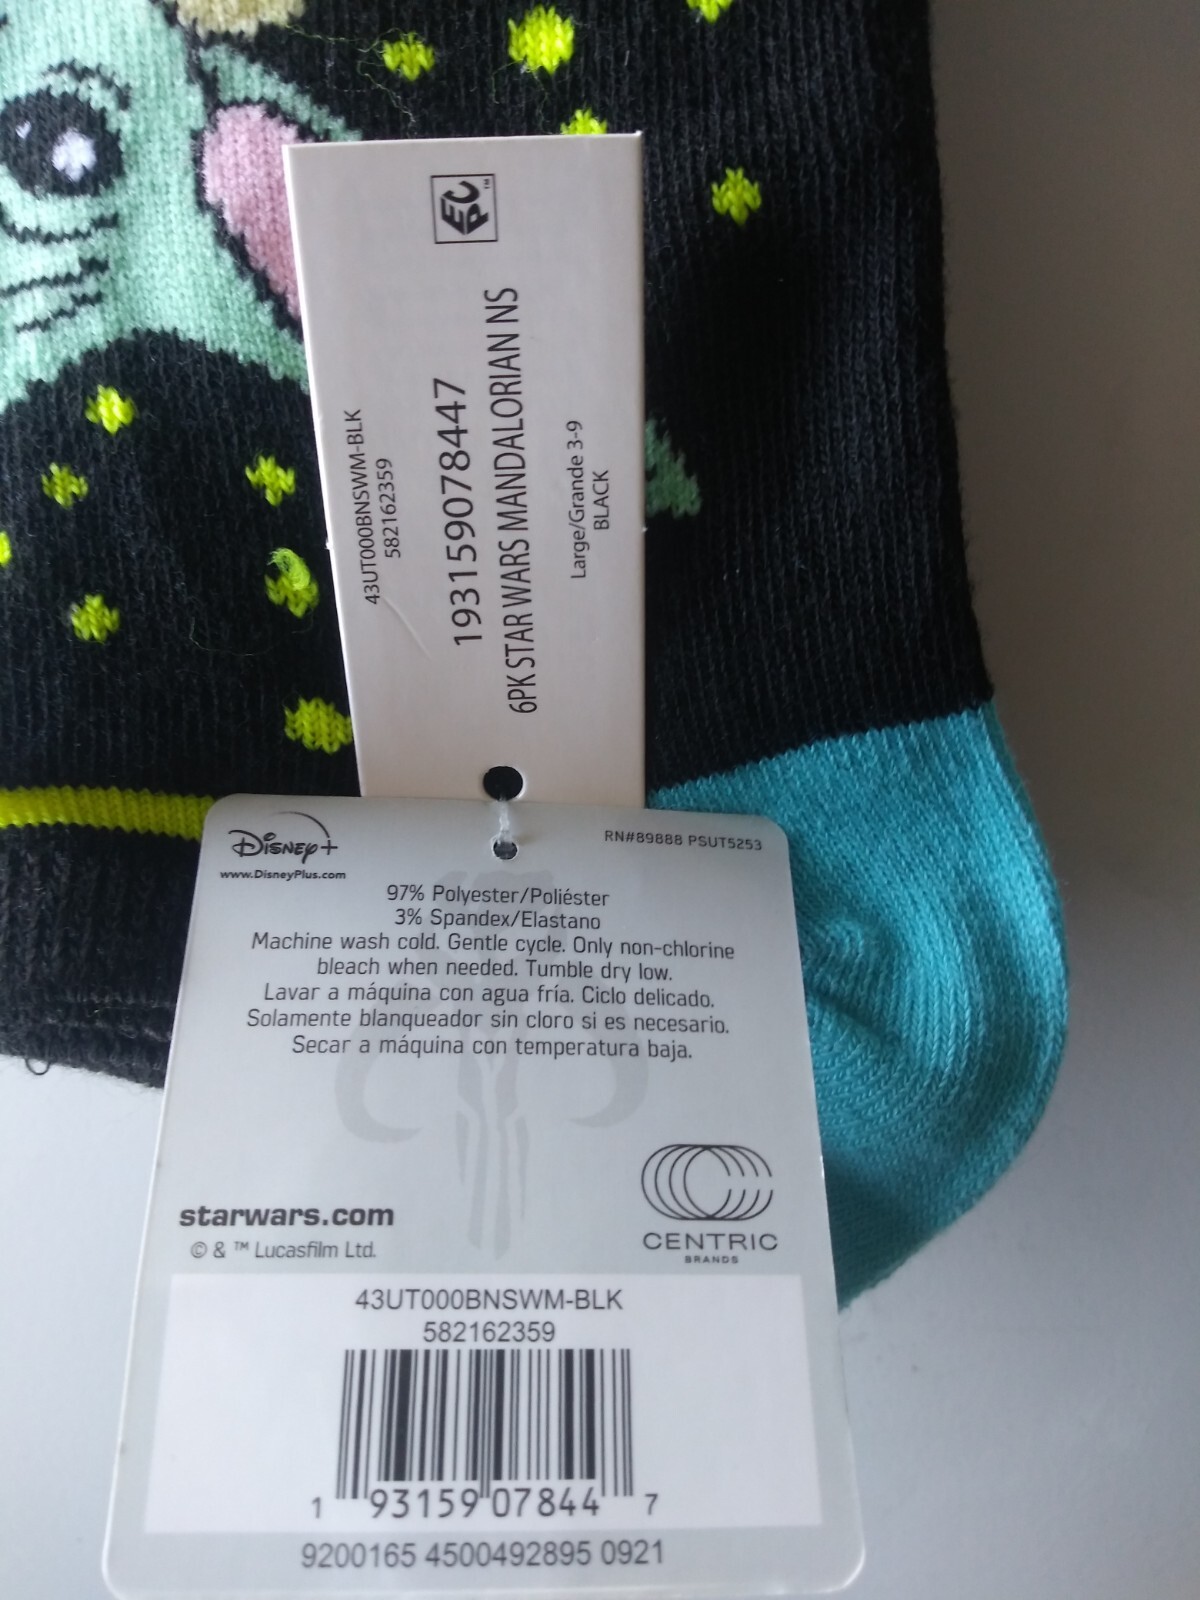 EPC™
43UT000BNSWM-BLK
582162359
193159078447
6PK STAR WARS MANDALORIAN NS
Large/Grande 3-9
BLACK
Disney+
www.DisneyPlus.com
RN#89888 PSUT5253
97% Polyester/Poliéster
3% Spandex/Elastano
Machine wash cold. Gentle cycle. Only non-chlorine
bleach when needed. Tumble dry low.
Lavar a máquina con agua fría. Ciclo delicado.
Solamente blanqueador sin cloro si es necesario.
Secar a máquina con temperatura baja.
starwars.com
© & ™ Lucasfilm Ltd.
CENTRIC
BRANDS
43UT000BNSWM-BLK
582162359
1 93159 07844 7
9200165 4500492895 0921